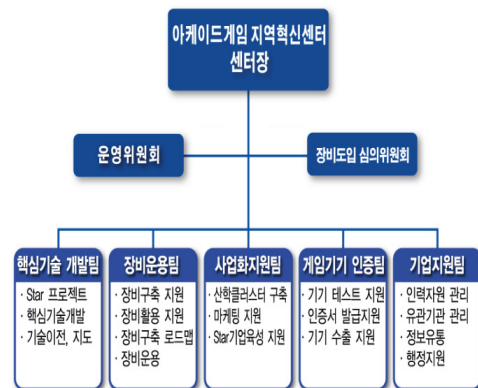 아케이드게임 지역혁신센터
센터장
운영위원회
장비도입 심의위원회
핵심기술 개발팀
· Star 프로젝트
· 핵심기술개발
· 기술이전, 지도
장비운용팀
· 장비구축 지원
· 장비활용 지원
· 장비구축 로드맵
· 장비운용
사업화지원팀
· 산학클러스터 구축
· 마케팅 지원
· Star기업육성 지원
게임기기 인증팀
· 기기 테스트 지원
· 인증서 발급지원
· 기기 수출 지원
기업지원팀
· 인력자원 관리
· 유관기관 관리
· 정보유통
· 행정지원